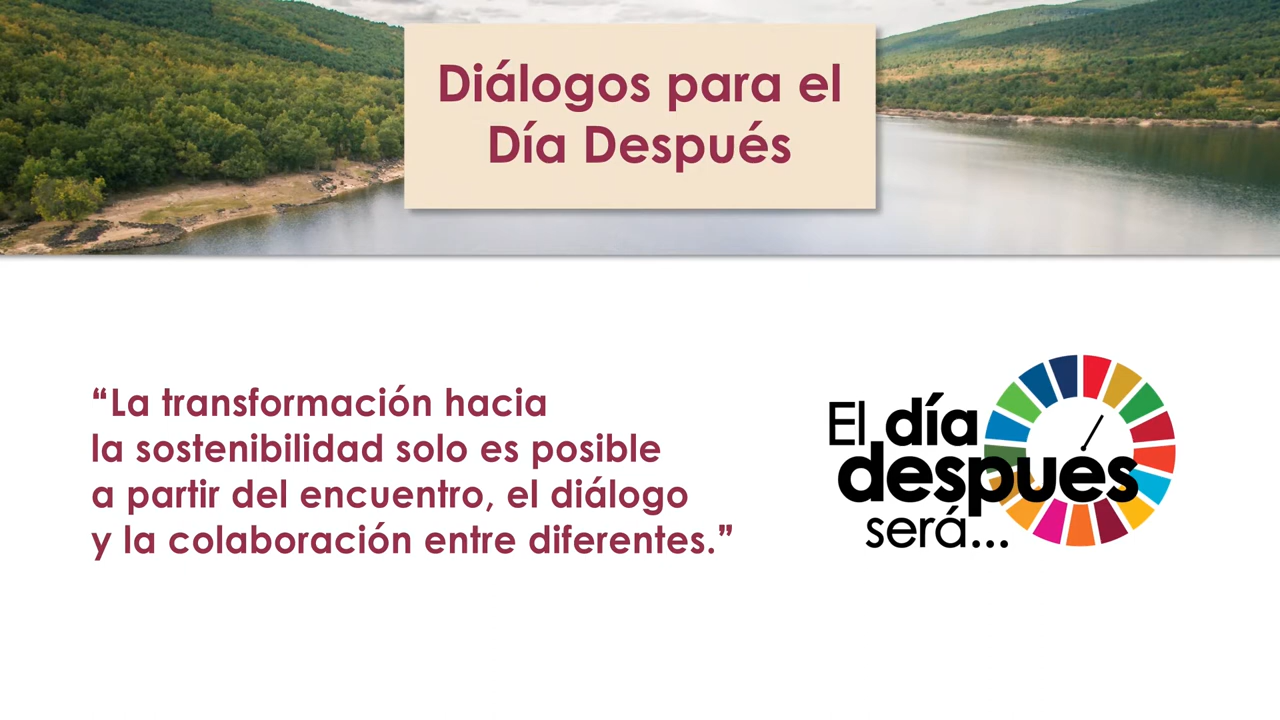 Diálogos para el
Día Después
“La transformación hacia
la sostenibilidad solo es posible
a partir del encuentro, el diálogo
y la colaboración entre diferentes.”
El día
después
será...